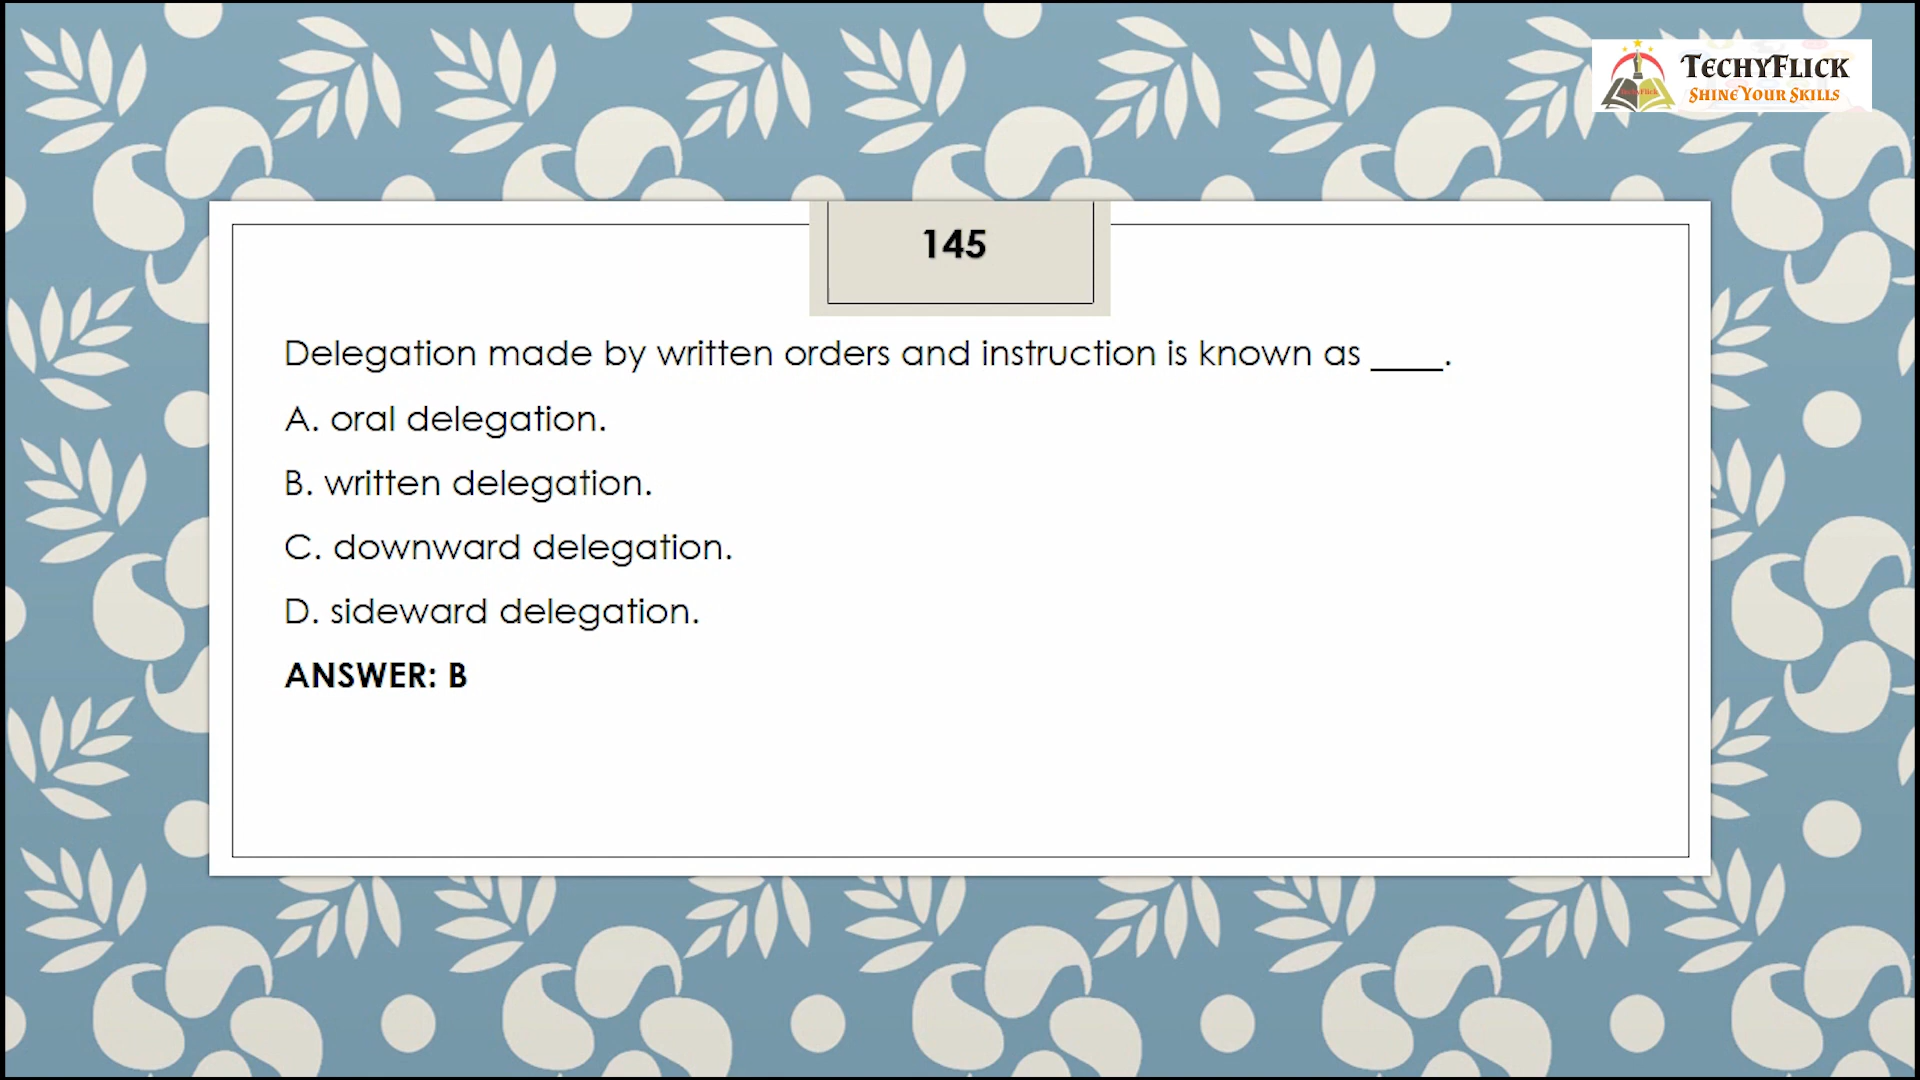 TECHYFLICK
SHINE YOUR SKILLS
145
Delegation made by written orders and instruction is known as ____.
A. oral delegation.
B. written delegation.
C. downward delegation.
D. sideward delegation.
ANSWER: B